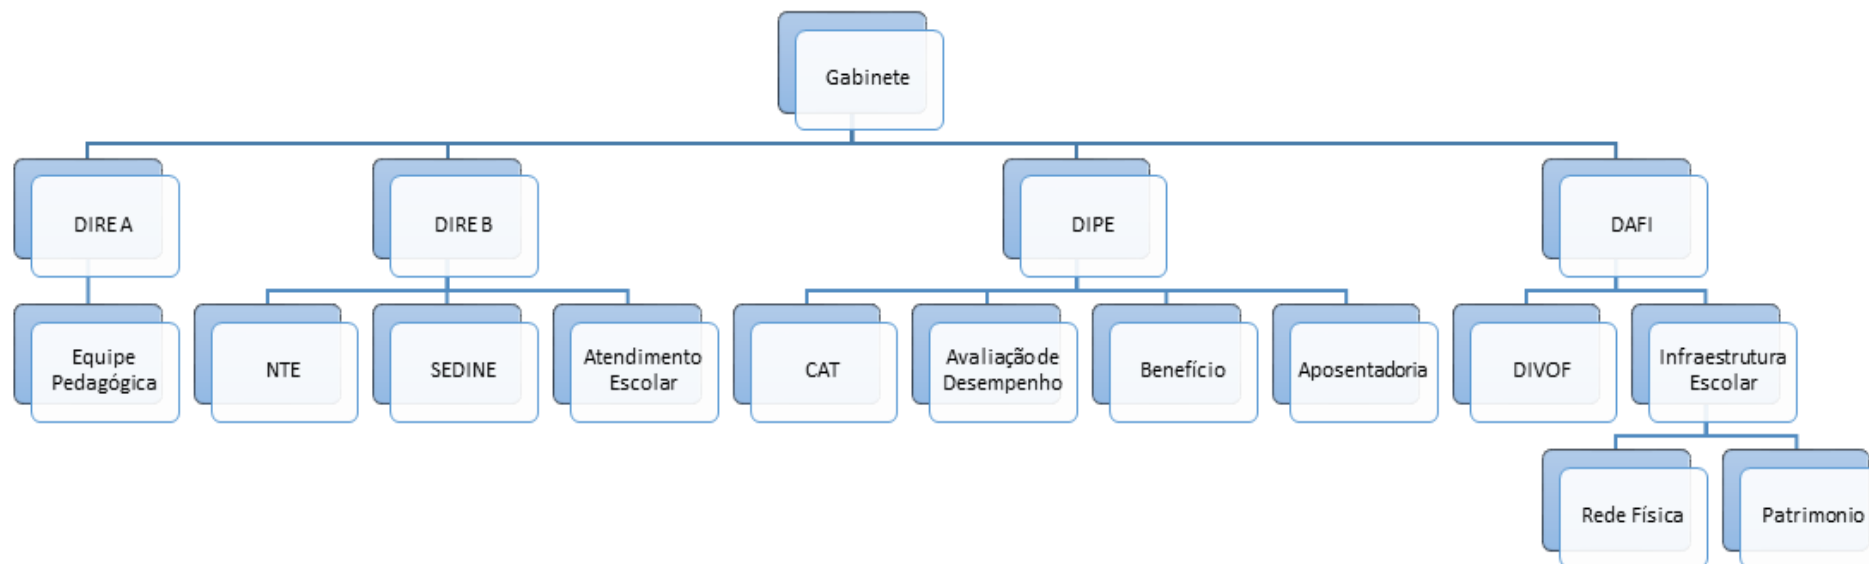 Gabinete
DIRE A
DIRE B
DIPE
DAFI
Equipe
Pedagógica
NTE
SEDINE
Atendimento
Escolar
CAT
Avaliação de
Desempenho
Benefício
Aposentadoria
DIVOF
Infraestrutura
Escolar
Rede Física
Patrimonio